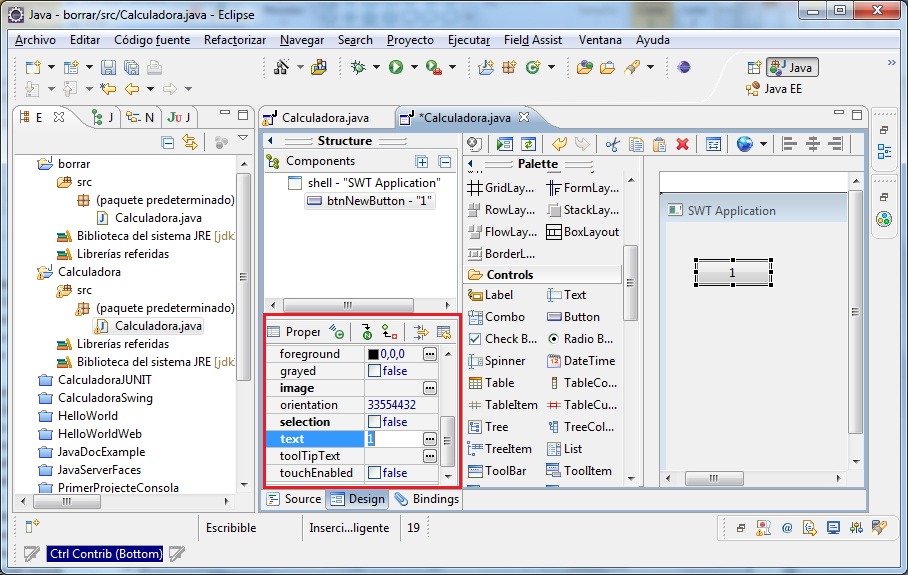 Java - borrar/src/Calculadora.java - Eclipse
Archivo Editar Código fuente Refactorizar Navegar Search Proyecto Ejecutar Field Assist Ventana Ayuda
Java
Java EE
E J N JU J
Calculadora.java *Calculadora.java
borrar
src
(paquete predeterminado)
Calculadora.java
Biblioteca del sistema JRE [jdk
Librerías referidas
Calculadora
src
(paquete predeterminado)
Calculadora.java
Librerías referidas
Biblioteca del sistema JRE [jdk
CalculadoraJUNIT
CalculadoraSwing
HelloWorld
HelloWorldWeb
JavaDocExample
JavaServerFaces
PrimerProjecteConsola
Structure
Components
shell - "SWT Application"
btnNewButton - "1"
Proper
foreground 0,0,0
grayed false
image
orientation 33554432
selection false
text 1
toolTipText
touchEnabled false
Palette
GridLay... FormLay...
RowLay... StackLay...
FlowLay... BoxLayout
BorderL...
Controls
Label Text
Combo Button
Check B... Radio B...
Spinner DateTime
Table TableCo...
TableItem TableCu...
Tree TreeCol...
TreeItem List
ToolBar ToolItem
SWT Application
1
Source Design Bindings
Escribible Inserci...ligente 19
Ctrl Contrib (Bottom)